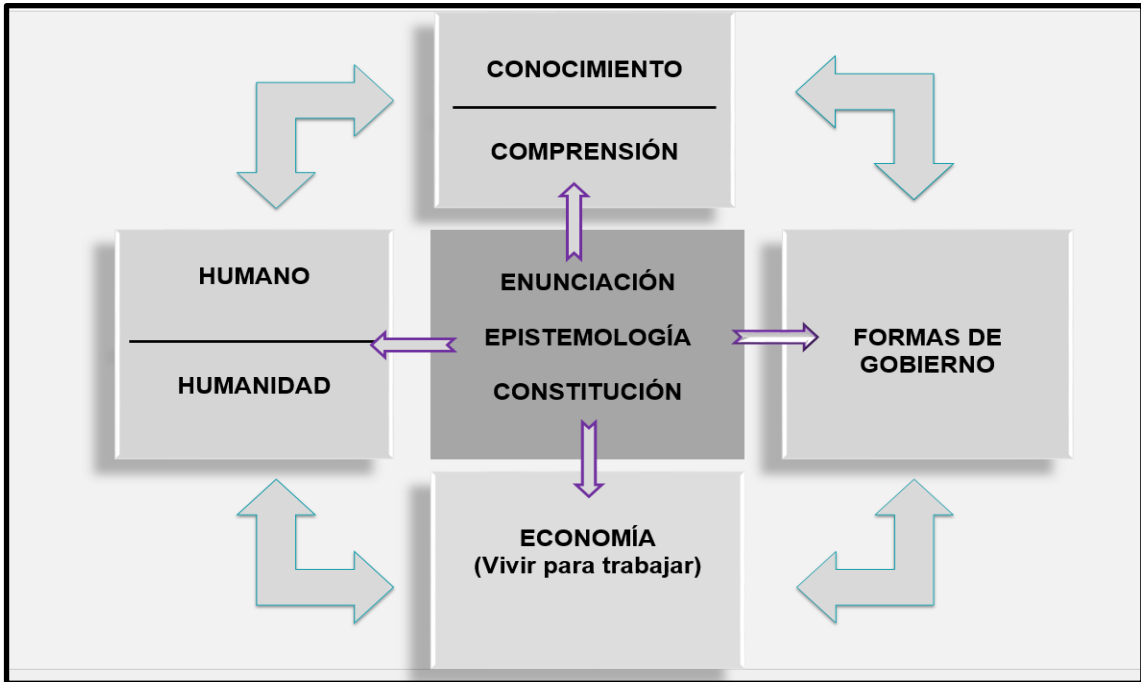 CONOCIMIENTO
COMPRENSIÓN
HUMANO
HUMANIDAD
ENUNCIACIÓN
EPISTEMOLOGÍA
CONSTITUCIÓN
FORMAS DE
GOBIERNO
ECONOMÍA
(Vivir para trabajar)